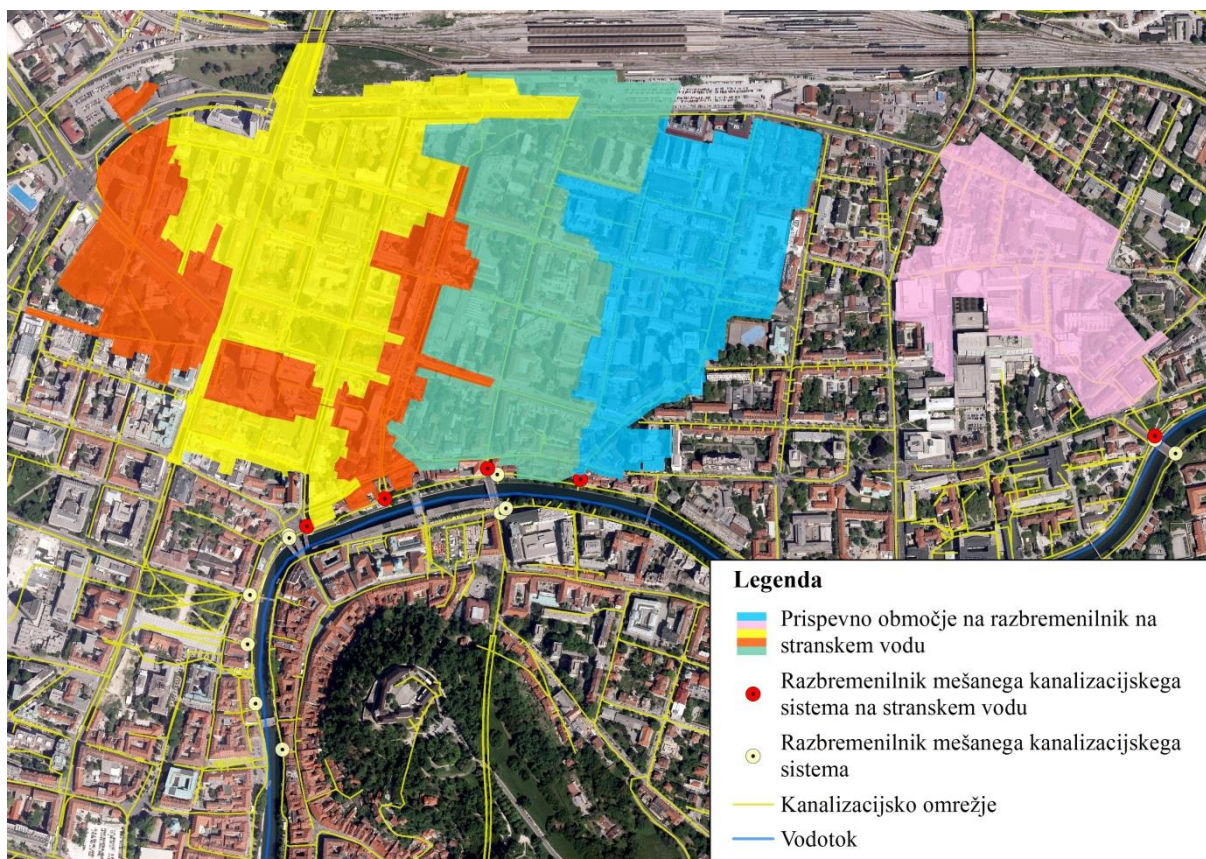 Legenda
Prispevno območje na razbremenilnik na
stranskem vodu
Razbremenilnik mešanega kanalizacijskega
sistema na stranskem vodu
Razbremenilnik mešanega kanalizacijskega
sistema
Kanalizacijsko omrežje
Vodotok